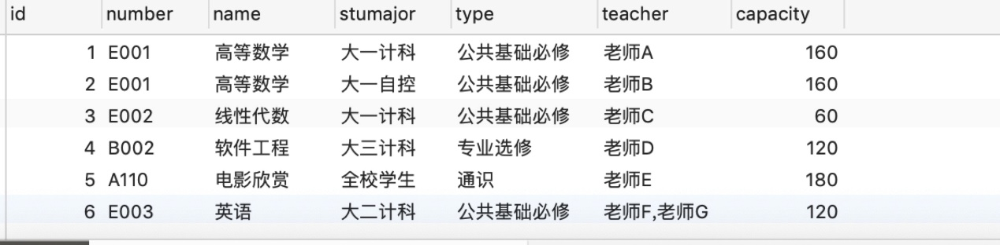 id number name stumajor type teacher capacity
1 E001 高等数学 大一计科 公共基础必修 老师A 160
2 E001 高等数学 大一自控 公共基础必修 老师B 160
3 E002 线性代数 大一计科 公共基础必修 老师C 60
4 B002 软件工程 大三计科 专业选修 老师D 120
5 A110 电影欣赏 全校学生 通识 老师E 180
6 E003 英语 大二计科 公共基础必修 老师F,老师G 120